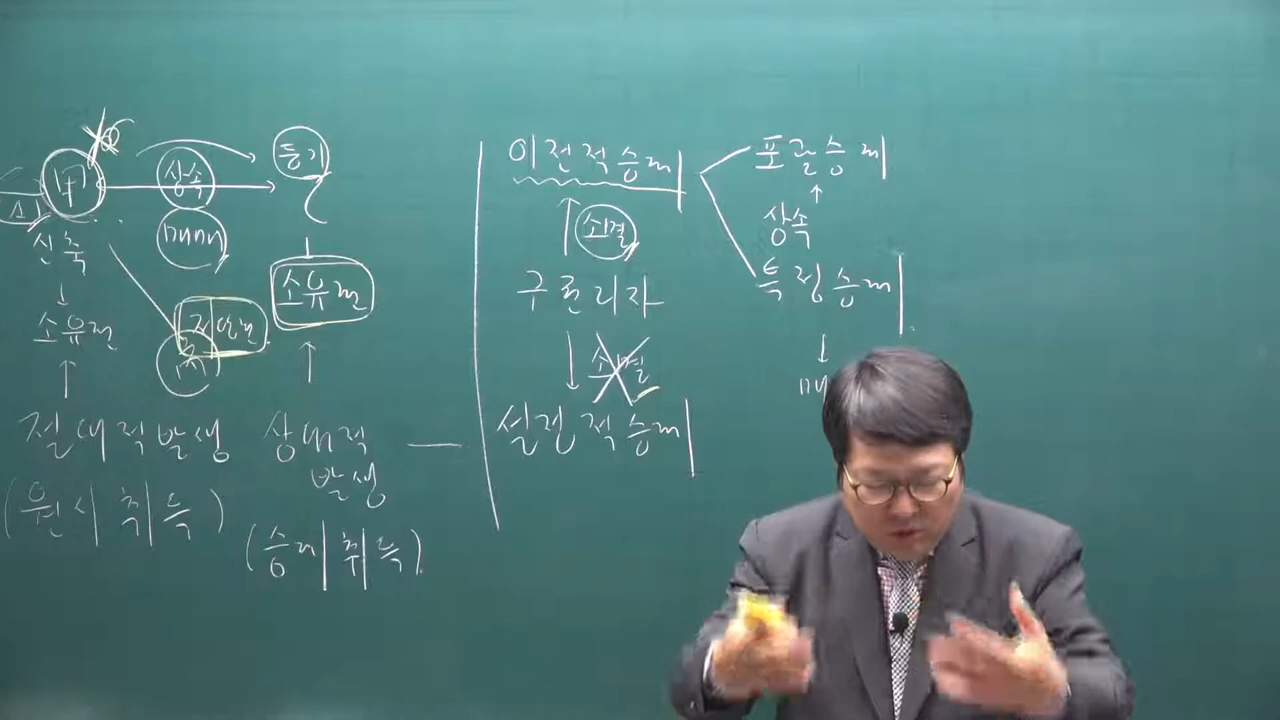 상속
등기
매매
신축
소유권
소유권
절대적발생
(원시취득)
상대적
발생
(승계취득)
이전적승계
소멸
구권리자
소멸
설정적승계
포괄승계
상속
특정승계
매